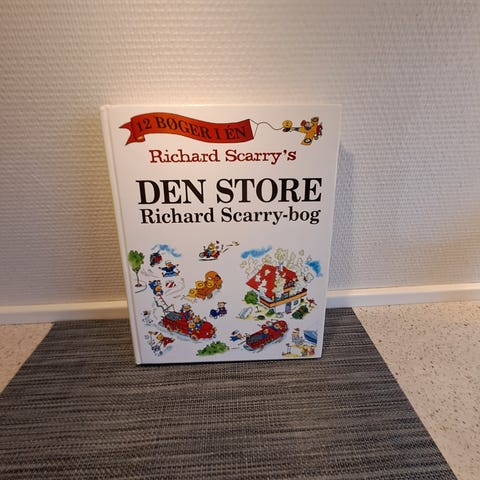 12 BØGER I ÉN
Richard Scarry's
DEN STORE
Richard Scarry-bog